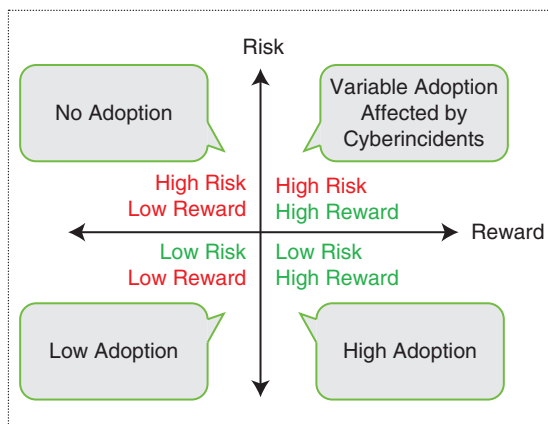 Risk
No Adoption
Variable Adoption
Affected by
Cyberincidents
High Risk
Low Reward
High Risk
High Reward
Reward
Low Risk
Low Reward
Low Risk
High Reward
Low Adoption
High Adoption